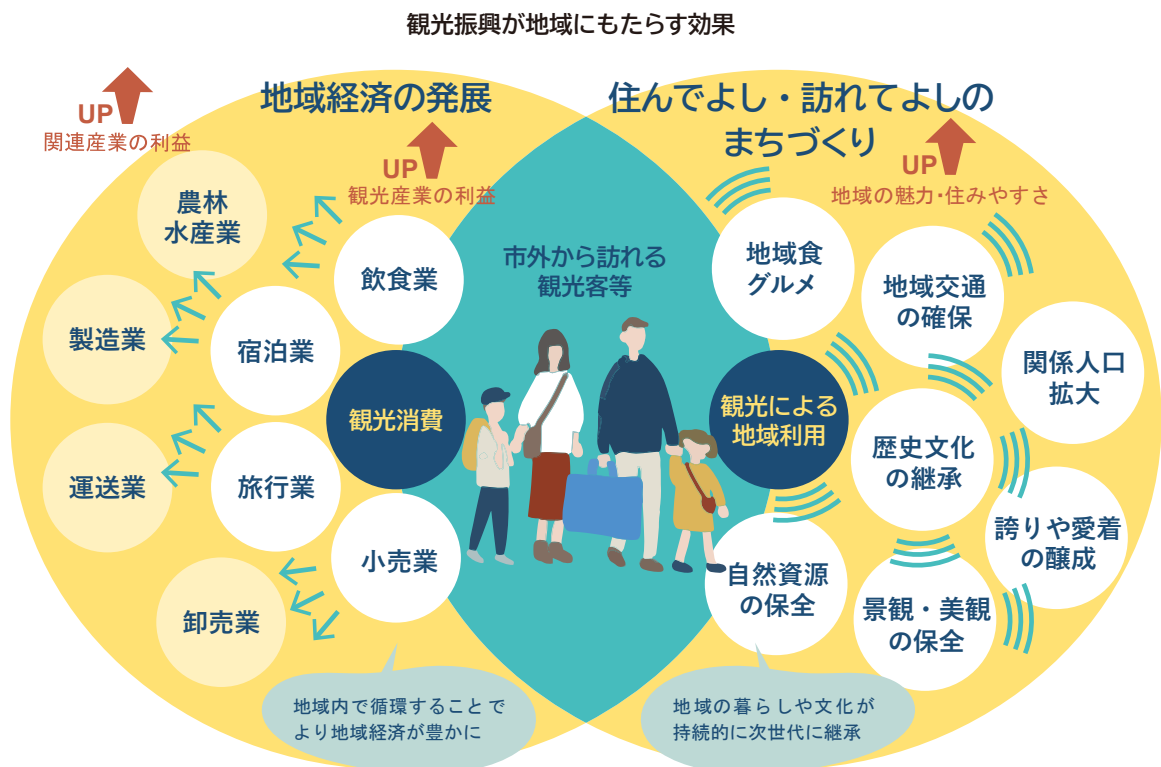 観光振興が地域にもたらす効果
地域経済の発展
UP
関連産業の利益
UP
観光産業の利益
農林
水産業
飲食業
製造業
宿泊業
観光消費
運送業
旅行業
小売業
卸売業
地域内で循環することで
より地域経済が豊かに
市外から訪れる
観光客等
住んでよし・訪れてよしの
まちづくり
UP
地域の魅力・住みやすさ
地域食
グルメ
地域交通
の確保
関係人口
拡大
観光による
地域利用
歴史文化
の継承
誇りや愛着
の醸成
自然資源
の保全
景観・美観
の保全
地域の暮らしや文化が
持続的に次世代に継承